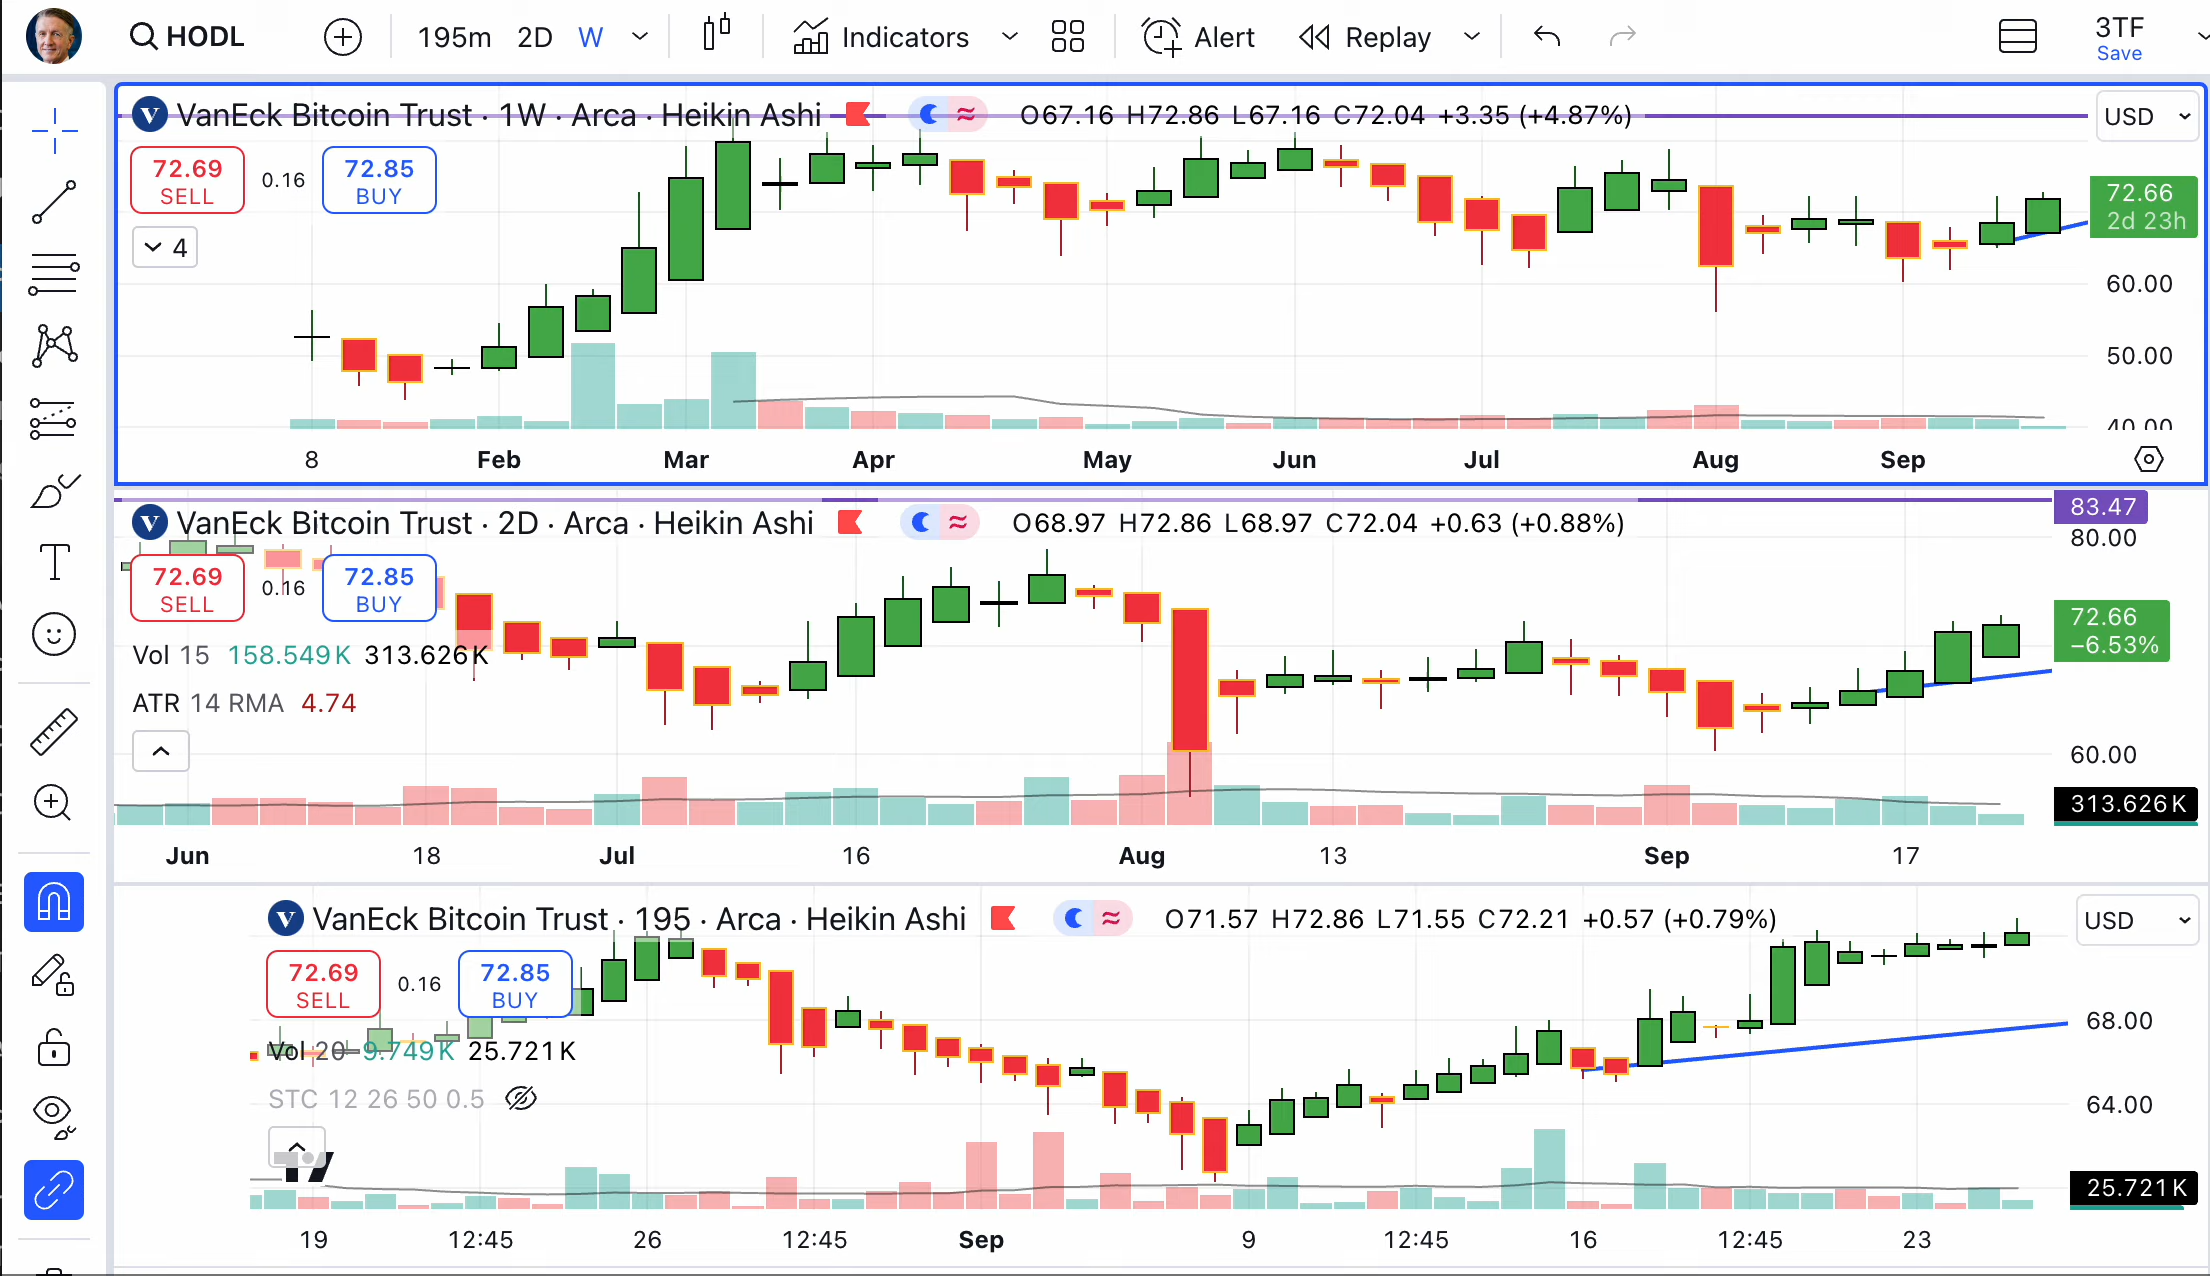 HODL 195m 2D W Indicators Alert Replay 3TF
Save
VanEck Bitcoin Trust · 1W · Arca · Heikin Ashi O67.16 H72.86 L67.16 C72.04 +3.35 (+4.87%) USD
72.69 0.16 72.85
SELL BUY
4
72.66
2d 23h
60.00
50.00
40.00
8 Feb Mar Apr May Jun Jul Aug Sep
83.47
VanEck Bitcoin Trust · 2D · Arca · Heikin Ashi O68.97 H72.86 L68.97 C72.04 +0.63 (+0.88%)
80.00
72.69 0.16 72.85
SELL BUY
72.66
−6.53%
Vol 15 158.549K 313.626K
ATR 14 RMA 4.74
60.00
313.626K
Jun 18 Jul 16 Aug 13 Sep 17
VanEck Bitcoin Trust · 195 · Arca · Heikin Ashi O71.57 H72.86 L71.55 C72.21 +0.57 (+0.79%) USD
72.69 0.16 72.85
SELL BUY
68.00
Vol 20 9.749K 25.721K
STC 12 26 50 0.5
64.00
25.721K
19 12:45 26 12:45 Sep 9 12:45 16 12:45 23